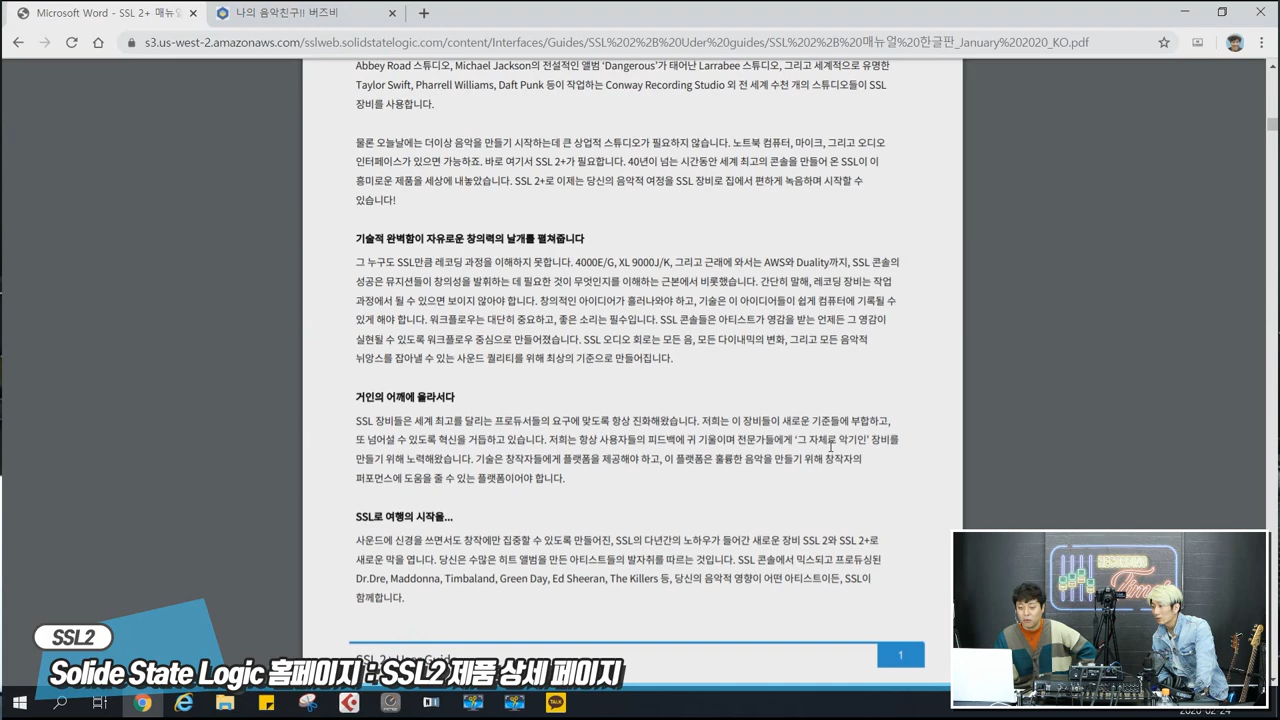 Microsoft Word - SSL 2+ 매뉴
나의 음악친구!! 버즈비
s3.us-west-2.amazonaws.com/sslweb.solidstatelogic.com/content/Interfaces/Guides/SSL%202%2B%20Uder%20guides/SSL%202%2B%20매뉴얼%20한글판_January%202020_KO.pdf
Abbey Road 스튜디오, Michael Jackson의 전설적인 앨범 ‘Dangerous’가 태어난 Larrabee 스튜디오, 그리고 세계적으로 유명한
Taylor Swift, Pharrell Williams, Daft Punk 등이 작업하는 Conway Recording Studio 외 전 세계 수천 개의 스튜디오들이 SSL
장비를 사용합니다.
물론 오늘날에는 더이상 음악을 만들기 시작하는데 큰 상업적 스튜디오가 필요하지 않습니다. 노트북 컴퓨터, 마이크, 그리고 오디오
인터페이스가 있으면 가능하죠. 바로 여기서 SSL 2+가 필요합니다. 40년이 넘는 시간동안 세계 최고의 콘솔을 만들어 온 SSL이 이
흥미로운 제품을 세상에 내놓았습니다. SSL 2+로 이제는 당신의 음악적 여정을 SSL 장비로 집에서 편하게 녹음하며 시작할 수
있습니다!
기술적 완벽함이 자유로운 창의력의 날개를 펼쳐줍니다
그 누구도 SSL만큼 레코딩 과정을 이해하지 못합니다. 4000E/G, XL 9000J/K, 그리고 근래에 와서는 AWS와 Duality까지, SSL 콘솔의
성공은 뮤지션들이 창의성을 발휘하는 데 필요한 것이 무엇인지를 이해하는 근본에서 비롯했습니다. 간단히 말해, 레코딩 장비는 작업
과정에서 될 수 있으면 보이지 않아야 합니다. 창의적인 아이디어가 흘러나와야 하고, 기술은 이 아이디어들이 쉽게 컴퓨터에 기록될 수
있게 해야 합니다. 워크플로우는 대단히 중요하고, 좋은 소리는 필수입니다. SSL 콘솔들은 아티스트가 영감을 받는 언제든 그 영감이
실현될 수 있도록 워크플로우 중심으로 만들어졌습니다. SSL 오디오 회로는 모든 음, 모든 다이내믹의 변화, 그리고 모든 음악적
뉘앙스를 잡아낼 수 있는 사운드 퀄리티를 위해 최상의 기준으로 만들어집니다.
거인의 어깨에 올라서다
SSL 장비들은 세계 최고를 달리는 프로듀서들의 요구에 맞도록 항상 진화해왔습니다. 저희는 이 장비들이 새로운 기준들에 부합하고,
또 넘어설 수 있도록 혁신을 거듭하고 있습니다. 저희는 항상 사용자들의 피드백에 귀 기울이며 전문가들에게 ‘그 자체로 악기인’ 장비를
만들기 위해 노력해왔습니다. 기술은 창작자들에게 플랫폼을 제공해야 하고, 이 플랫폼은 훌륭한 음악을 만들기 위해 창작자의
퍼포먼스에 도움을 줄 수 있는 플랫폼이어야 합니다.
SSL로 여행의 시작을...
사운드에 신경을 쓰면서도 창작에만 집중할 수 있도록 만들어진, SSL의 다년간의 노하우가 들어간 새로운 장비 SSL 2와 SSL 2+로
새로운 막을 엽니다. 당신은 수많은 히트 앨범을 만든 아티스트들의 발자취를 따르는 것입니다. SSL 콘솔에서 믹스되고 프로듀싱된
Dr.Dre, Maddonna, Timbaland, Green Day, Ed Sheeran, The Killers 등, 당신의 음악적 영향이 어떤 아티스트이든, SSL이
함께합니다.
SSL 2+ User Guide
1
SSL2
Solide State Logic 홈페이지 : SSL2 제품 상세 페이지
TALK
2020-02-24